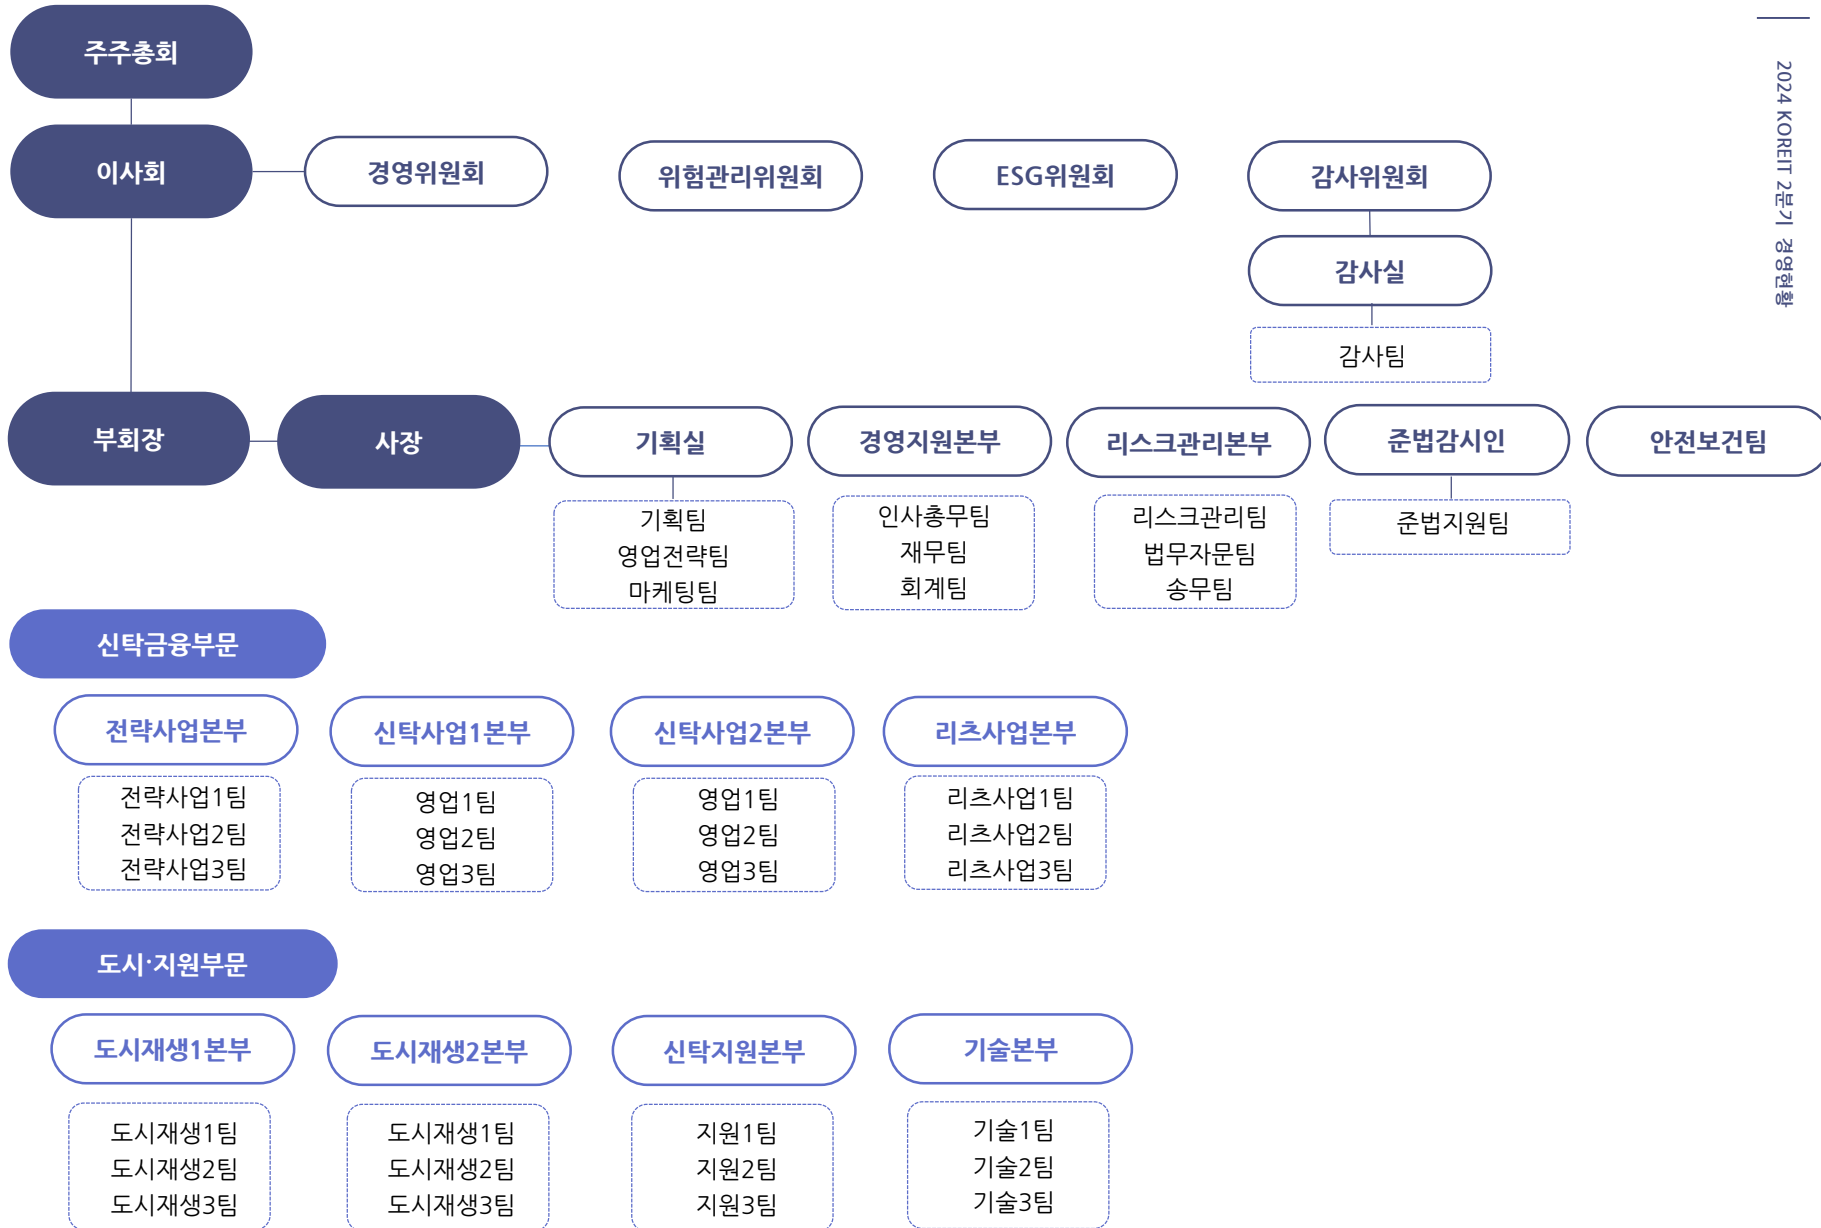 주주총회
이사회
경영위원회
위험관리위원회
ESG위원회
감사위원회
감사실
감사팀
부회장
사장
기획실
경영지원본부
리스크관리본부
준법감시인
안전보건팀
기획팀
영업전략팀
마케팅팀
인사총무팀
재무팀
회계팀
리스크관리팀
법무자문팀
송무팀
준법지원팀
신탁금융부문
전략사업본부
신탁사업1본부
신탁사업2본부
리츠사업본부
전략사업1팀
전략사업2팀
전략사업3팀
영업1팀
영업2팀
영업3팀
영업1팀
영업2팀
영업3팀
리츠사업1팀
리츠사업2팀
리츠사업3팀
도시·지원부문
도시재생1본부
도시재생2본부
신탁지원본부
기술본부
도시재생1팀
도시재생2팀
도시재생3팀
도시재생1팀
도시재생2팀
도시재생3팀
지원1팀
지원2팀
지원3팀
기술1팀
기술2팀
기술3팀
2024 KOREIT 2분기 경영현황